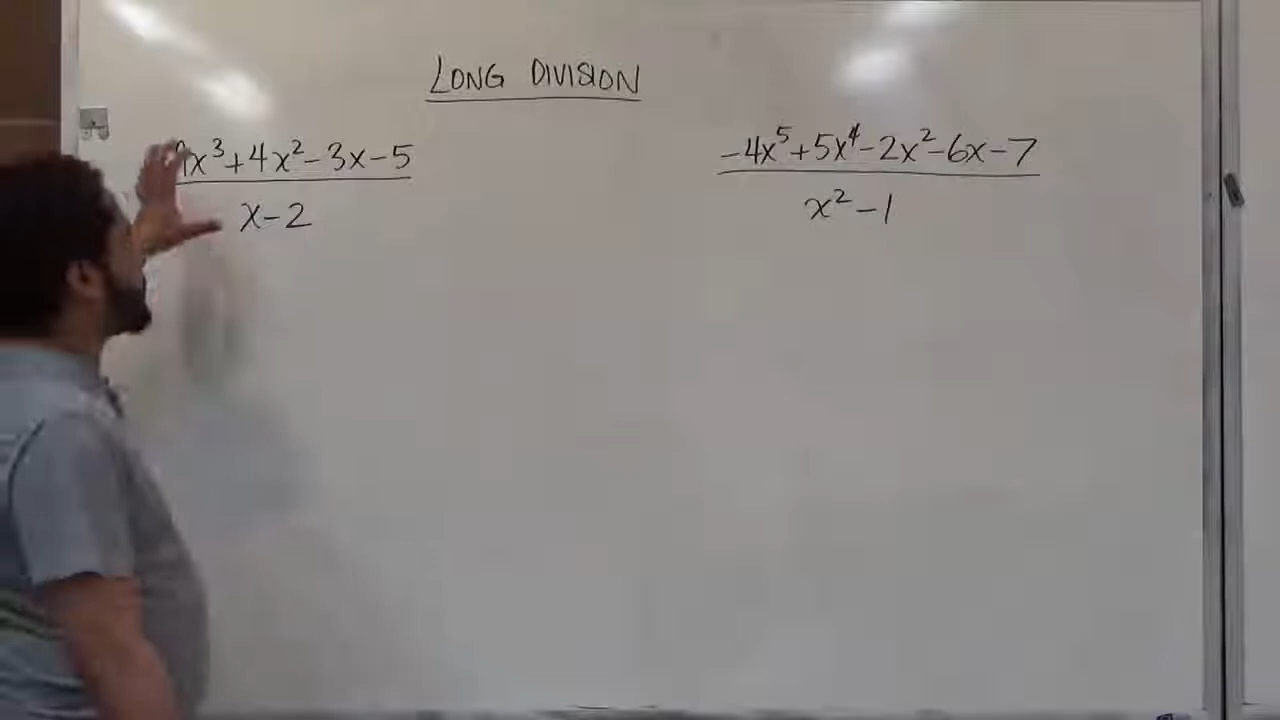 LONG DIVISION
x³+4x²-3x-5
x-2
-4x⁵+5x⁴-2x²-6x-7
x²-1